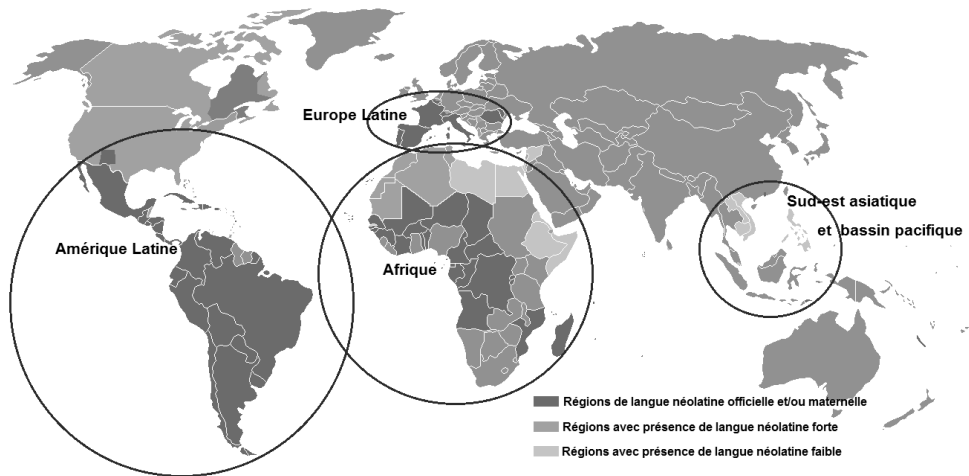 Europe Latine
Sud-est asiatique
et bassin pacifique
Amérique Latine
Afrique
Régions de langue néolatine officielle et/ou maternelle
Régions avec présence de langue néolatine forte
Régions avec présence de langue néolatine faible